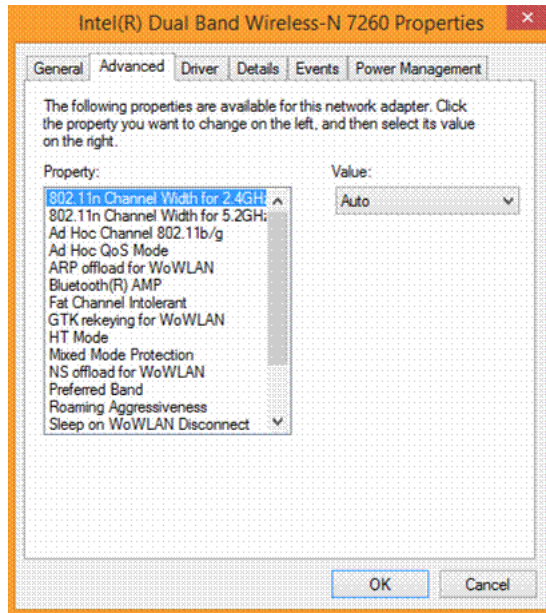 Intel(R) Dual Band Wireless-N 7260 Properties
General Advanced Driver Details Events Power Management
The following properties are available for this network adapter. Click
the property you want to change on the left, and then select its value
on the right.
Property:
Value:
802.11n Channel Width for 2.4GHz
Auto
802.11n Channel Width for 5.2GHz
Ad Hoc Channel 802.11b/g
Ad Hoc QoS Mode
ARP offload for WoWLAN
Bluetooth(R) AMP
Fat Channel Intolerant
GTK rekeying for WoWLAN
HT Mode
Mixed Mode Protection
NS offload for WoWLAN
Preferred Band
Roaming Aggressiveness
Sleep on WoWLAN Disconnect
OK
Cancel